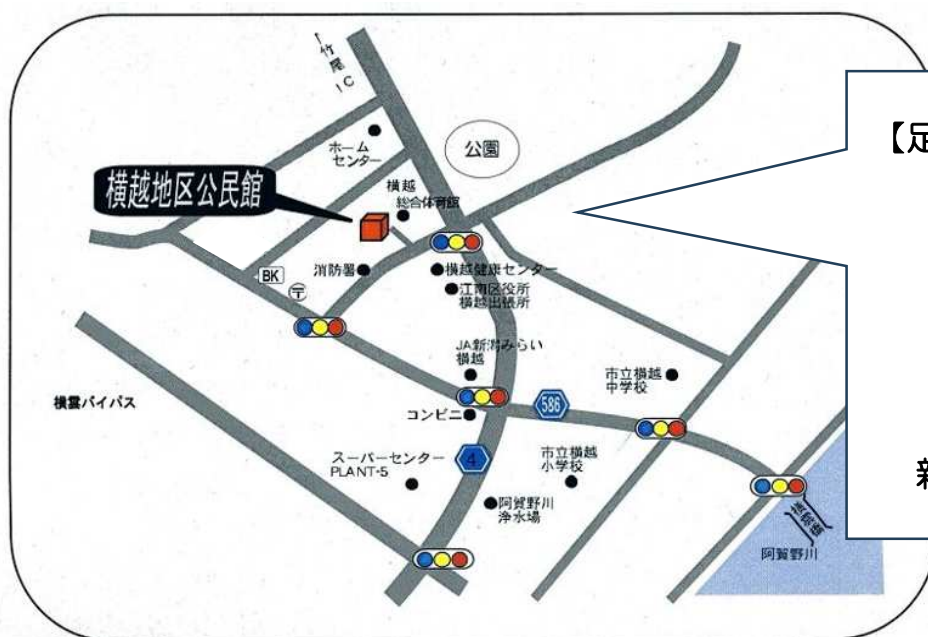 ↑竹尾IC
ホーム
センター
公園
【足
横越地区公民館
横越
総合体育館
BK
〒
消防署
横越健康センター
江南区役所
横越出張所
JA新潟みらい
横越
市立横越
中学校
横雲バイパス
コンビニ
586
スーパーセンター
PLANT-5
4
市立横越
小学校
阿賀野川
浄水場
新
横雲橋
阿賀野川